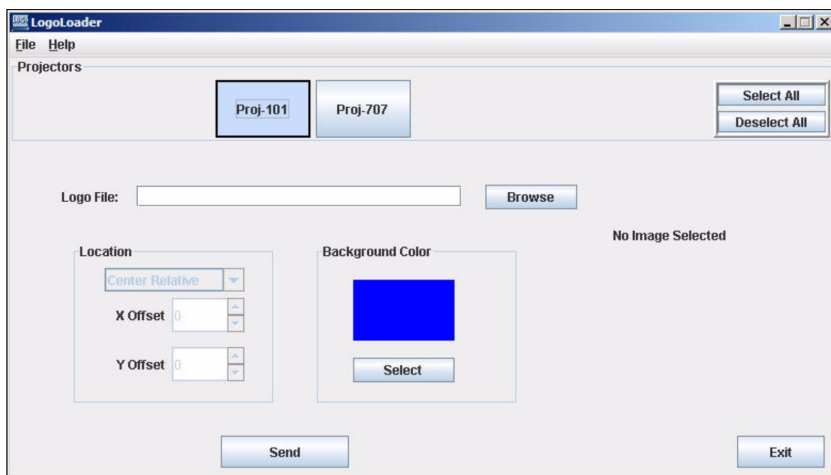 LogoLoader
File Help
Projectors
Proj-101 Proj-707
Select All
Deselect All
Logo File: Browse
No Image Selected
Location
Center Relative
X Offset 0
Y Offset 0
Background Color
Select
Send Exit